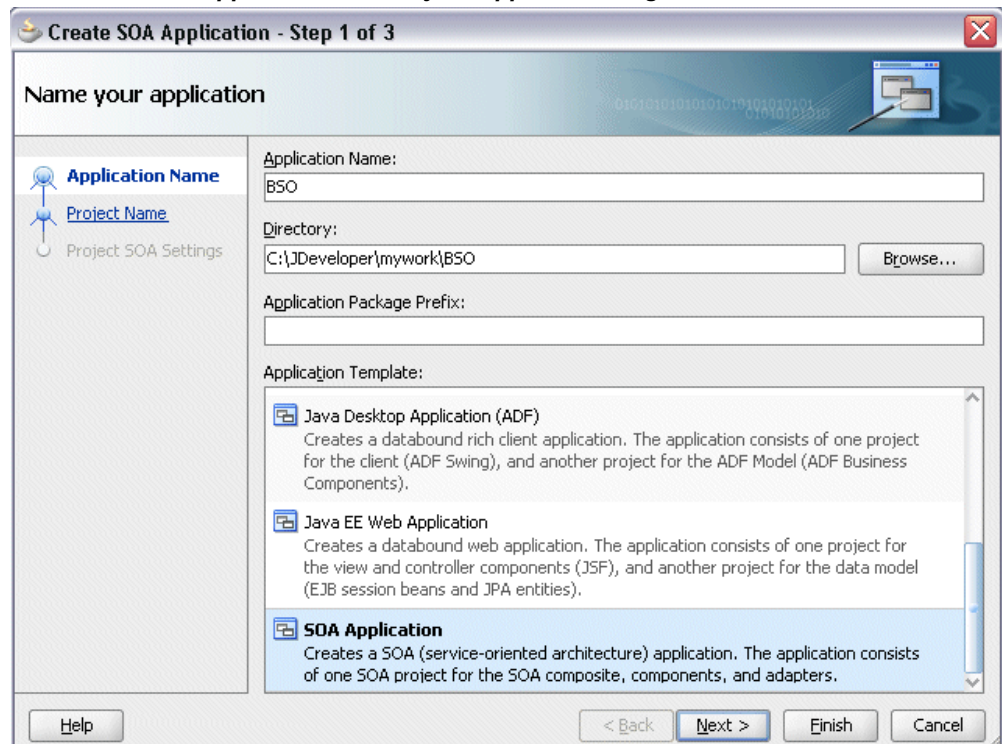 Create SOA Application - Step 1 of 3
Name your application
Application Name
Project Name
Project SOA Settings
Application Name:
BSO
Directory:
C:\JDeveloper\mywork\BSO
Browse...
Application Package Prefix:
Application Template:
Java Desktop Application (ADF)
Creates a databound rich client application. The application consists of one project
for the client (ADF Swing), and another project for the ADF Model (ADF Business
Components).
Java EE Web Application
Creates a databound web application. The application consists of one project for
the view and controller components (JSF), and another project for the data model
(EJB session beans and JPA entities).
SOA Application
Creates a SOA (service-oriented architecture) application. The application consists
of one SOA project for the SOA composite, components, and adapters.
Help
< Back
Next >
Finish
Cancel